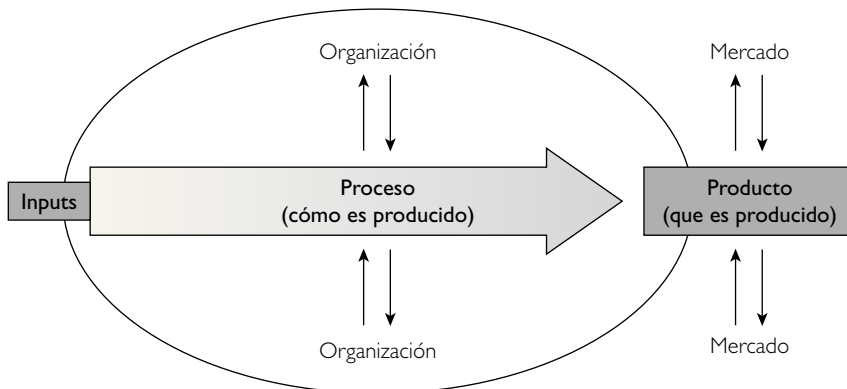 Organización
Mercado
Inputs
Proceso
(cómo es producido)
Producto
(que es producido)
Organización
Mercado